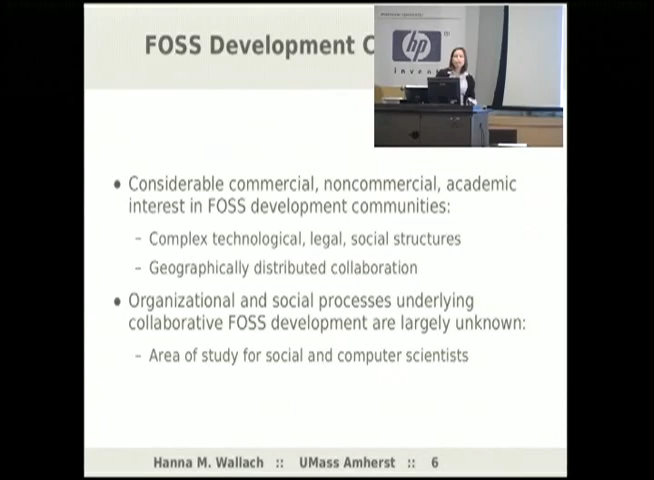 FOSS Development C
hp
invent
• Considerable commercial, noncommercial, academic
interest in FOSS development communities:
– Complex technological, legal, social structures
– Geographically distributed collaboration
• Organizational and social processes underlying
collaborative FOSS development are largely unknown:
– Area of study for social and computer scientists
Hanna M. Wallach :: UMass Amherst :: 6